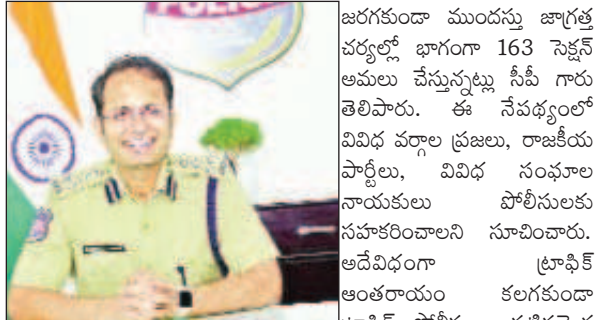 POLICE
జరగకుండా ముందస్తు జాగ్రత్త
చర్యల్లో భాగంగా 163 సెక్షన్
అమలు చేస్తున్నట్లు సీపీ గారు
తెలిపారు. ఈ నేపథ్యంలో
వివిధ వర్గాల ప్రజలు, రాజకీయ
పార్టీలు, వివిధ సంఘాల
నాయకులు పోలీసులకు
సహకరించాలని సూచించారు.
అదేవిధంగా ట్రాఫిక్
ఆంతరాయం కలగకుండా